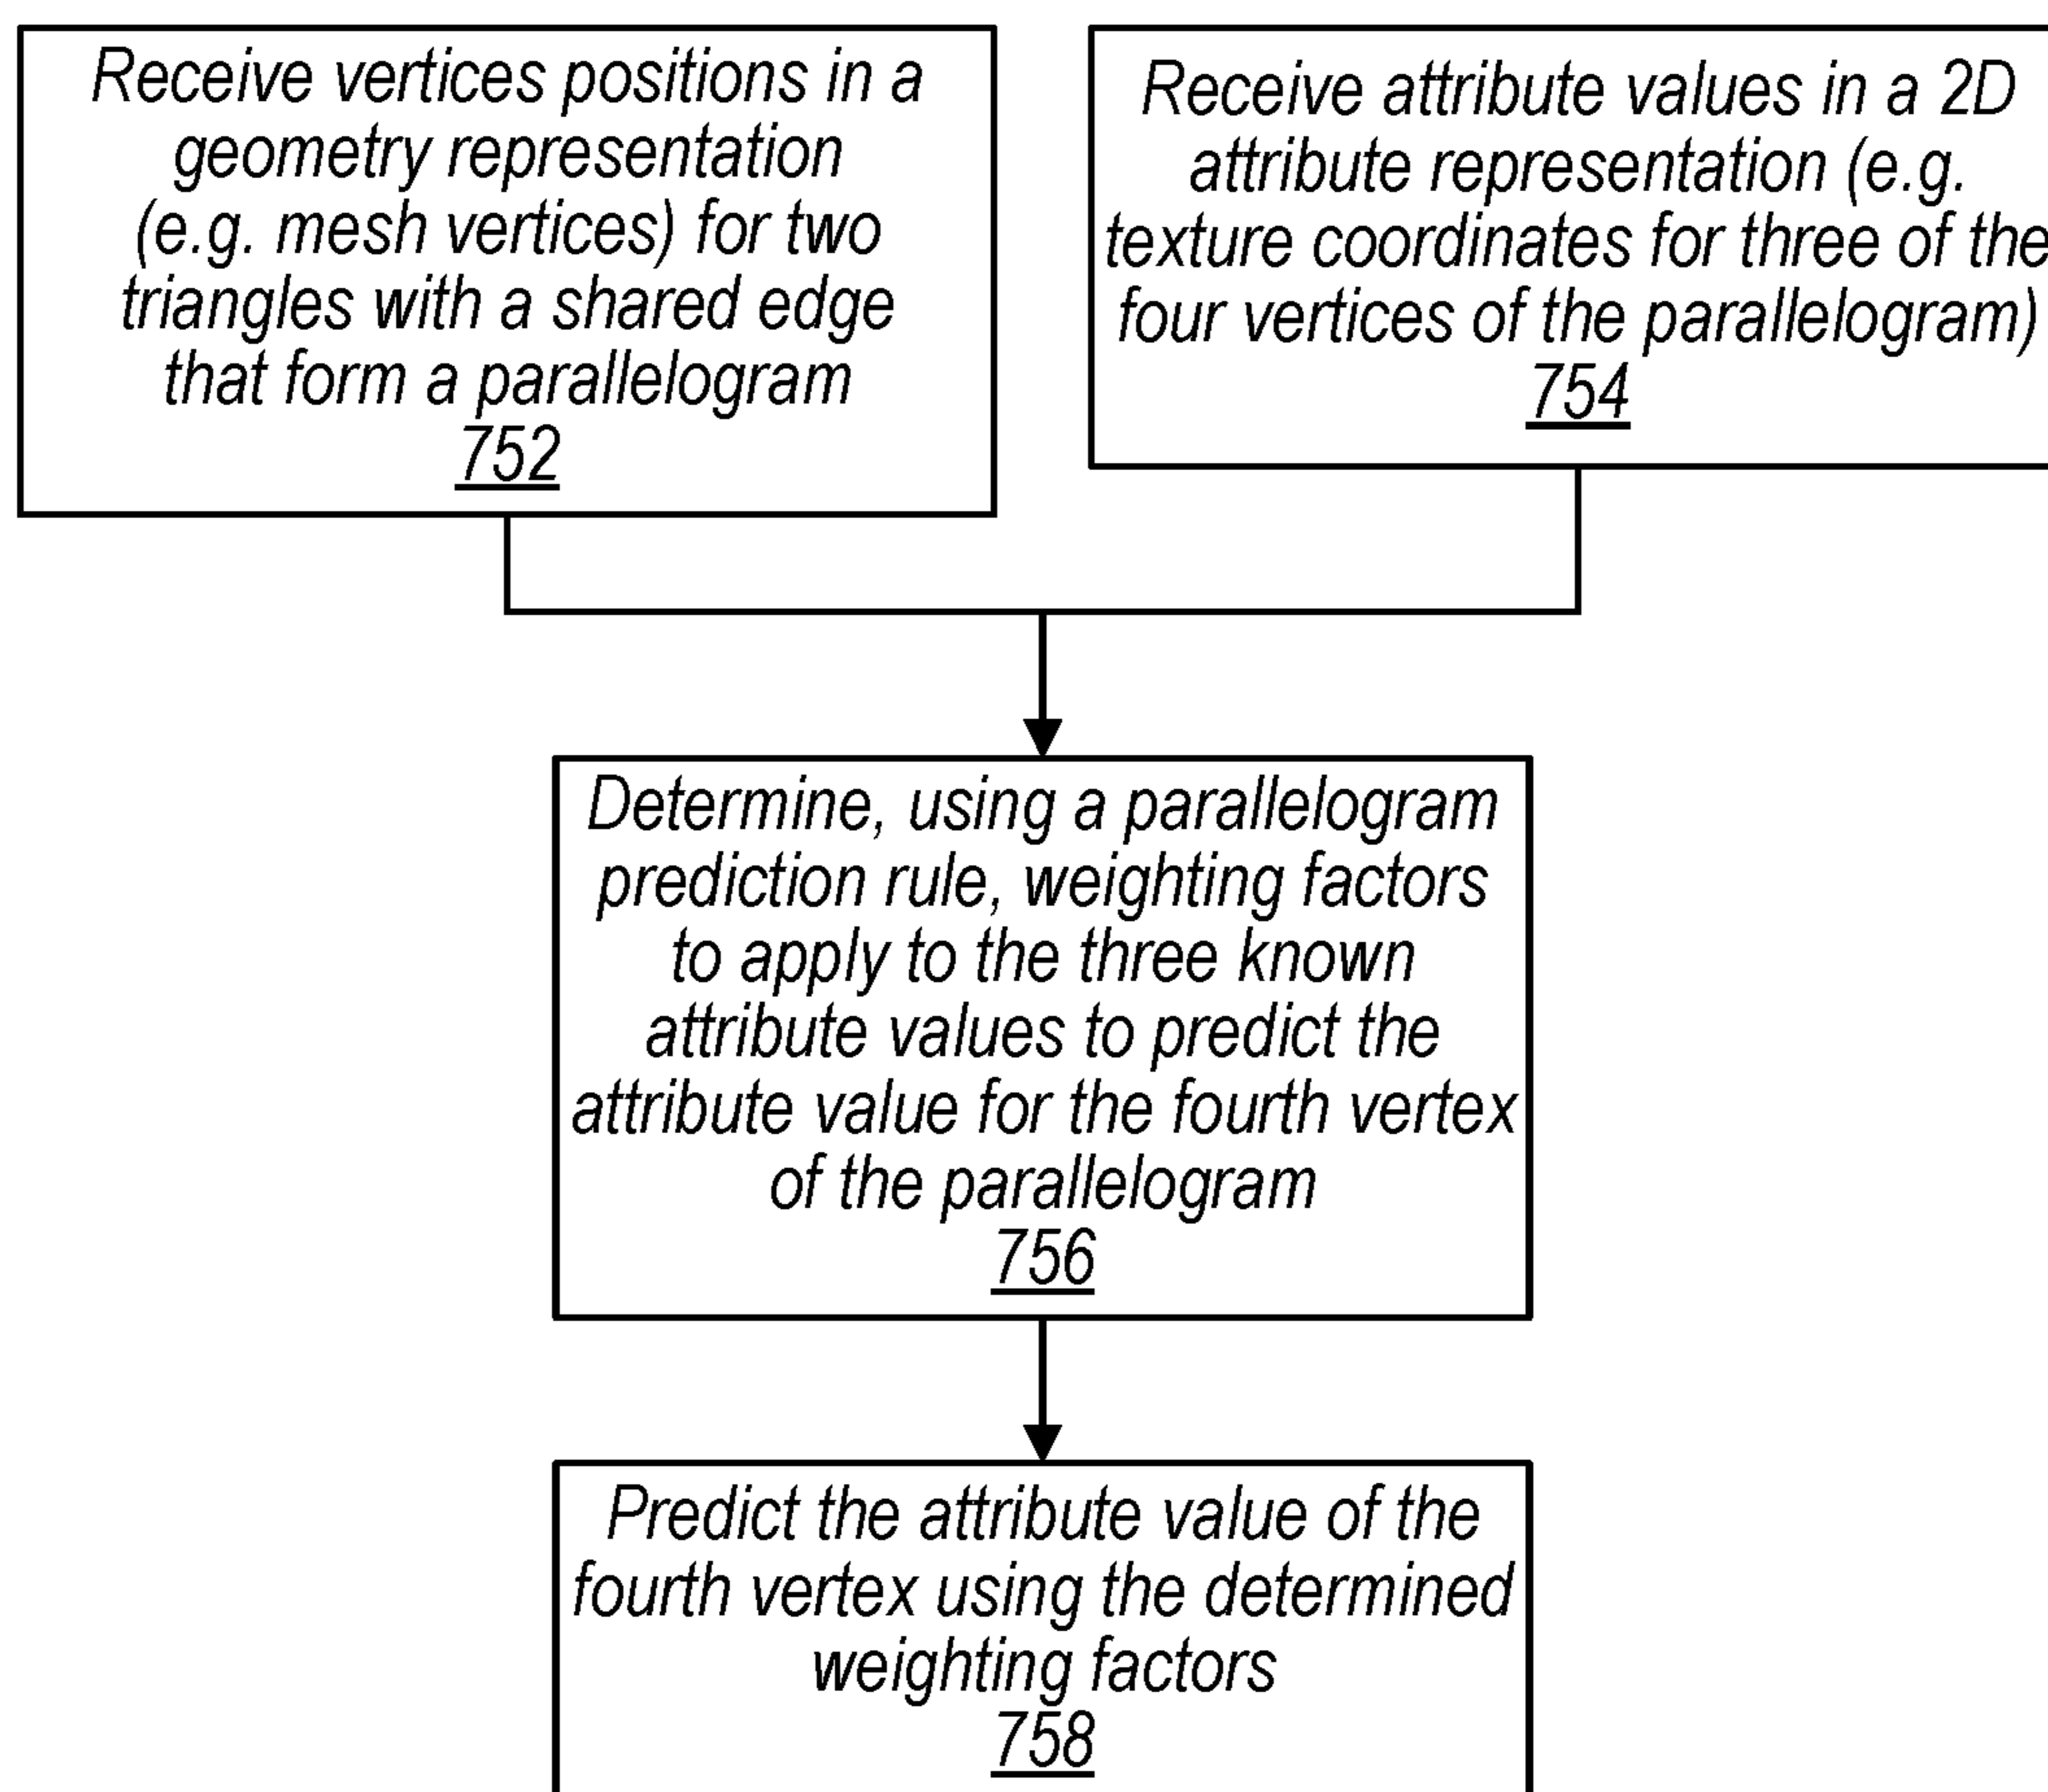 Receive vertices positions in a
geometry representation
(e.g. mesh vertices) for two
triangles with a shared edge
that form a parallelogram
752
Receive attribute values in a 2D
attribute representation (e.g.
texture coordinates for three of the
four vertices of the parallelogram)
754
Determine, using a parallelogram
prediction rule, weighting factors
to apply to the three known
attribute values to predict the
attribute value for the fourth vertex
of the parallelogram
756
Predict the attribute value of the
fourth vertex using the determined
weighting factors
758